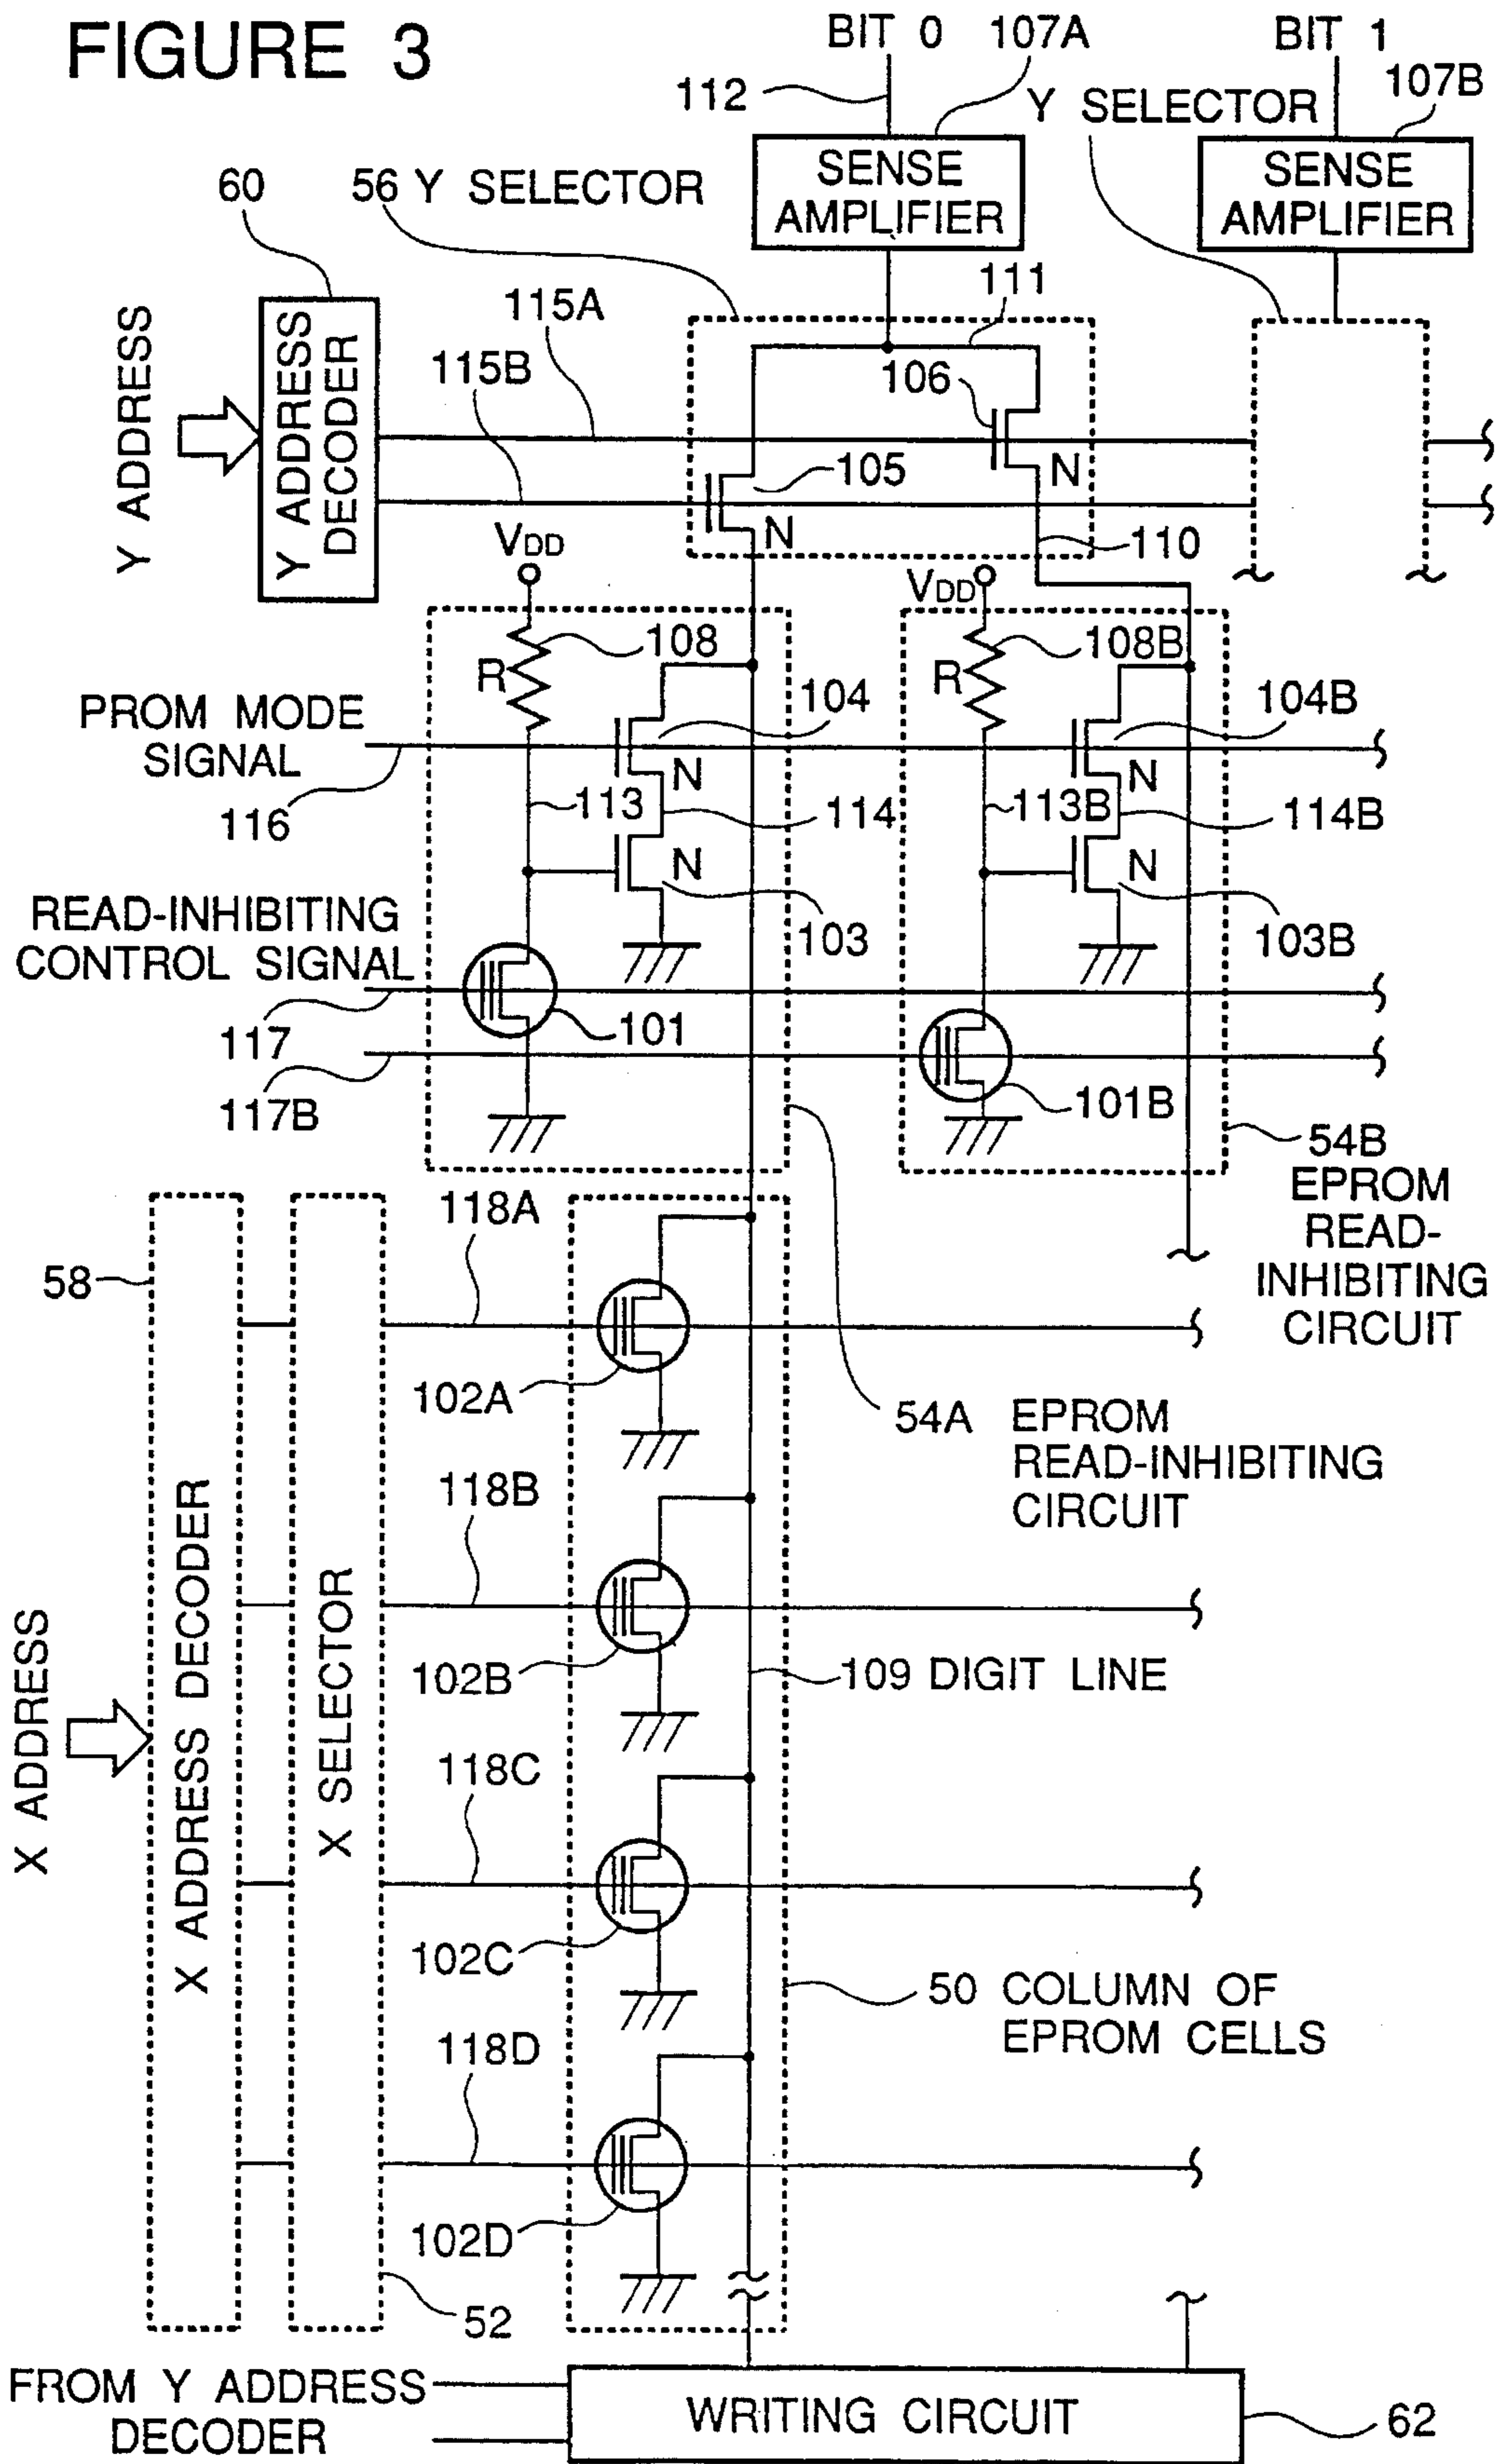 FIGURE 3
BIT 0 107A
BIT 1
112
Y SELECTOR
107B
SENSE
AMPLIFIER
SENSE
AMPLIFIER
60
56 Y SELECTOR
111
115A
Y ADDRESS
Y ADDRESS
DECODER
115B
106
105
N
N
110
VDD
VDD
108
R
108B
R
PROM MODE
SIGNAL
104
104B
N
N
116
113
114
113B
114B
N
N
READ-INHIBITING
CONTROL SIGNAL
103
103B
117
101
117B
101B
54B
EPROM
READ-
INHIBITING
CIRCUIT
118A
58
102A
54A EPROM
READ-INHIBITING
CIRCUIT
118B
X ADDRESS
X ADDRESS DECODER
X SELECTOR
102B
109 DIGIT LINE
118C
102C
50 COLUMN OF
EPROM CELLS
118D
102D
52
FROM Y ADDRESS
DECODER
WRITING CIRCUIT
62